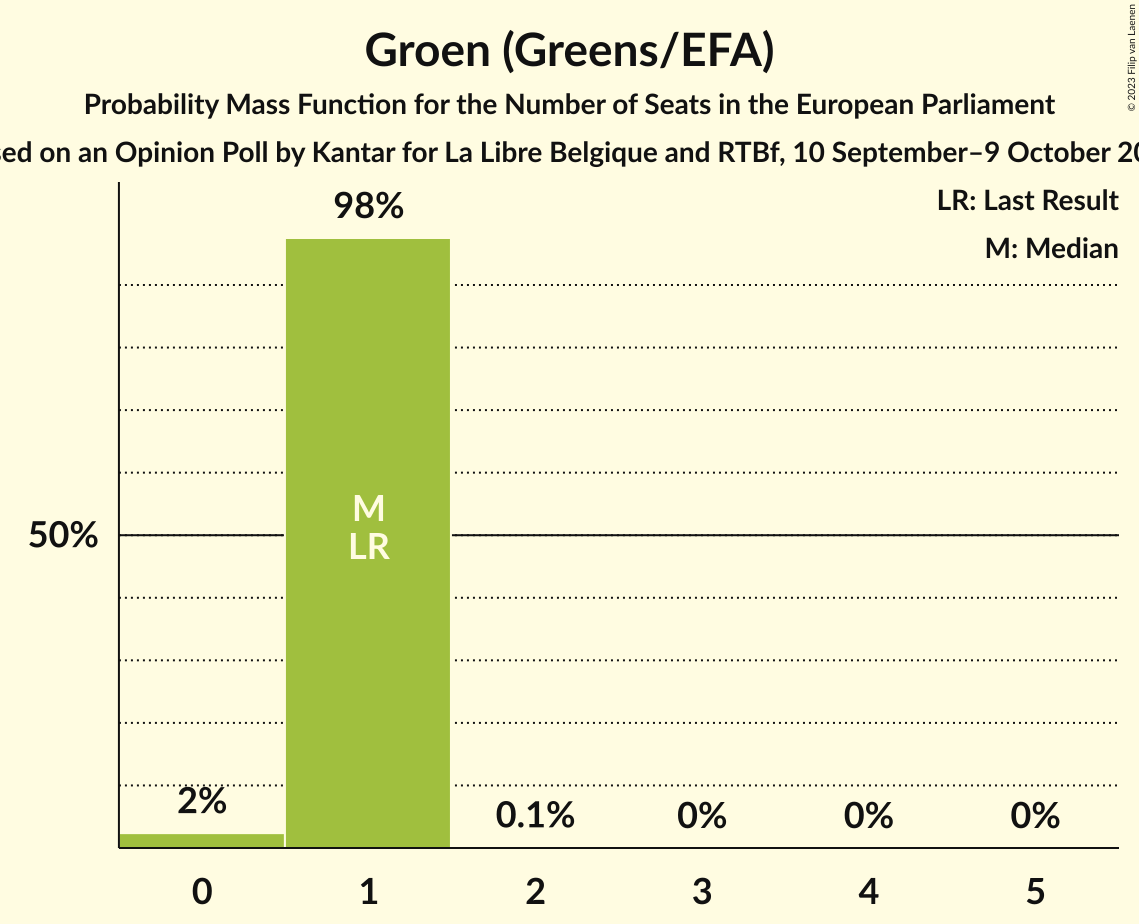 Groen (Greens/EFA)
Probability Mass Function for the Number of Seats in the European Parliament
on an Opinion Poll by Kantar for La Libre Belgique and RTBf, 10 September–9 October
© 2023 Filip van Laenen
LR: Last Result
M: Median
98%
50%
M
LR
2%
0.1%
0%
0%
0%
0 1 2 3 4 5